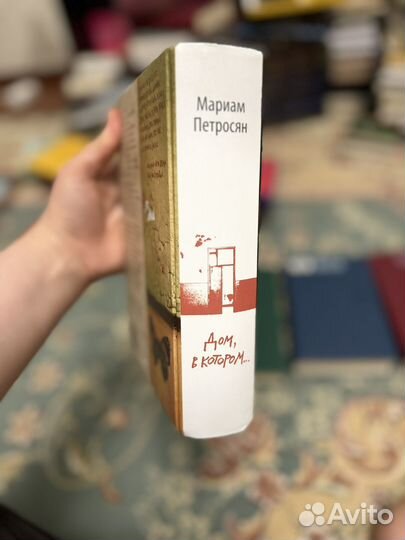 Мариам
Петросян
Дом,
в котором...
Avito